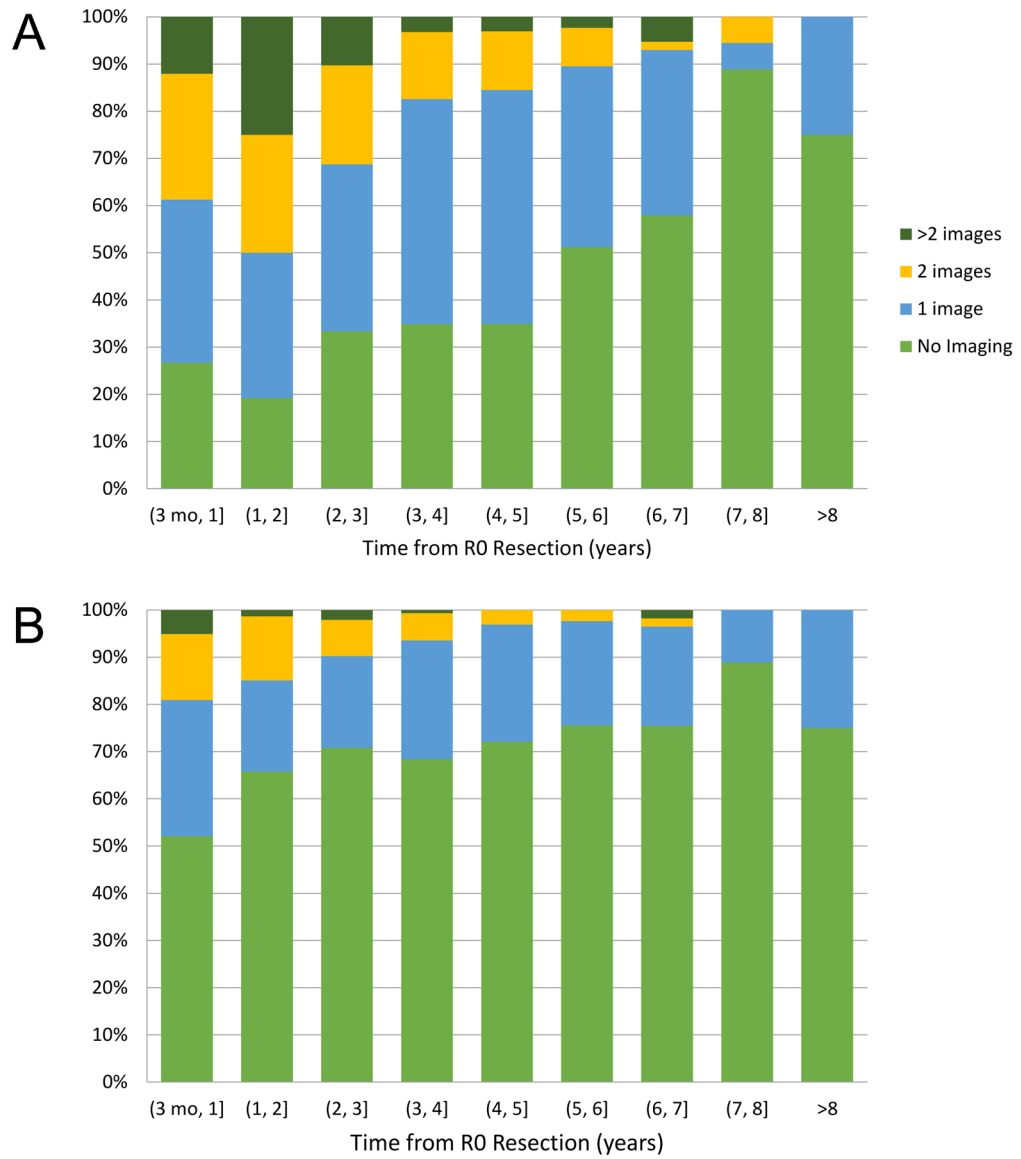 A
100%
90%
80%
70%
60%
50%
40%
30%
20%
10%
0%
(3 mo, 1] (1, 2] (2, 3] (3, 4] (4, 5] (5, 6] (6, 7] (7, 8] >8
Time from R0 Resection (years)
>2 images
2 images
1 image
No Imaging
B
100%
90%
80%
70%
60%
50%
40%
30%
20%
10%
0%
(3 mo, 1] (1, 2] (2, 3] (3, 4] (4, 5] (5, 6] (6, 7] (7, 8] >8
Time from R0 Resection (years)